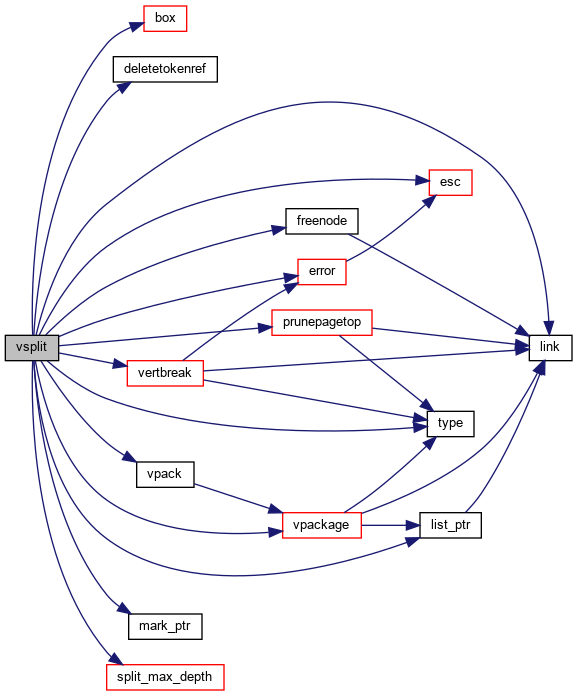 box
deletetokenref
esc
freenode
error
prunepagetop
vsplit
link
vertbreak
type
vpack
vpackage
list_ptr
mark_ptr
split_max_depth